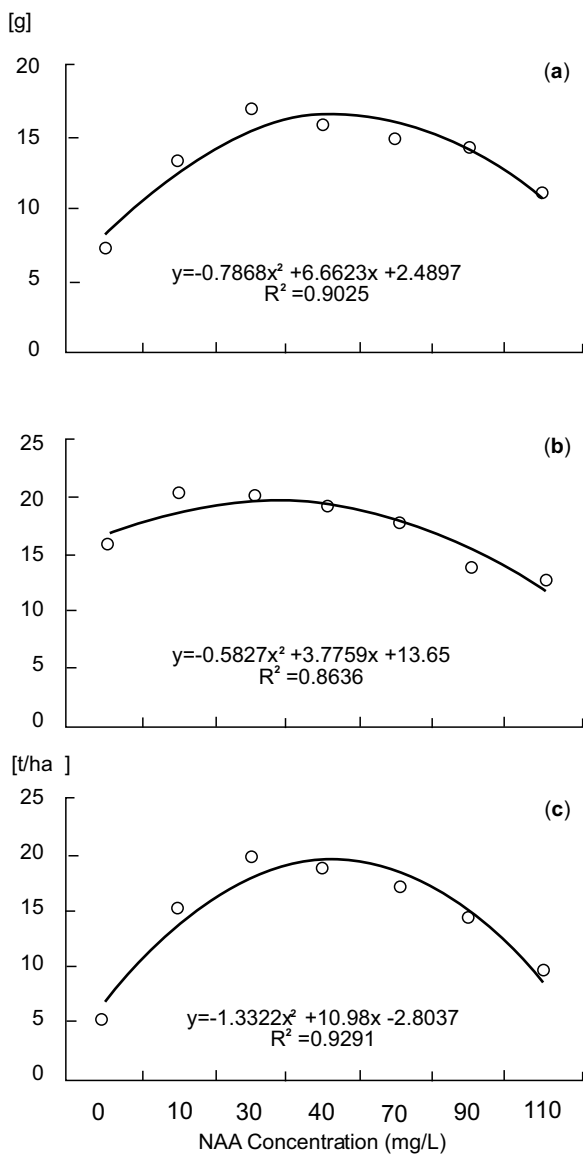 [g]
20
(a)
15
10
5
y=-0.7868x² +6.6623x +2.4897
R² =0.9025
0
25
(b)
20
15
10
y=-0.5827x² +3.7759x +13.65
5
R² =0.8636
0
[t/ha ]
25
(c)
20
15
10
y=-1.3322x² +10.98x -2.8037
5
R² =0.9291
0
0 10 30 40 70 90 110
NAA Concentration (mg/L)